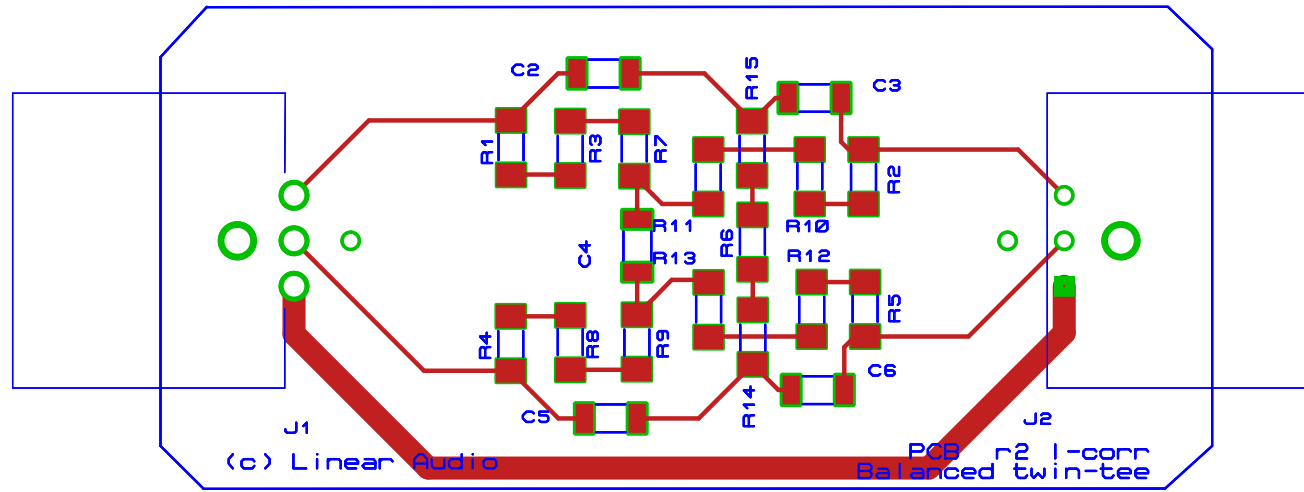 C2
R15
C3
R1
R3
R7
R2
R11
R10
R6
C4
R13
R12
R5
R4
R8
R9
C6
R14
C5
J1
J2
(c) Linear Audio
PCB r2 l-corr
Balanced twin-tee